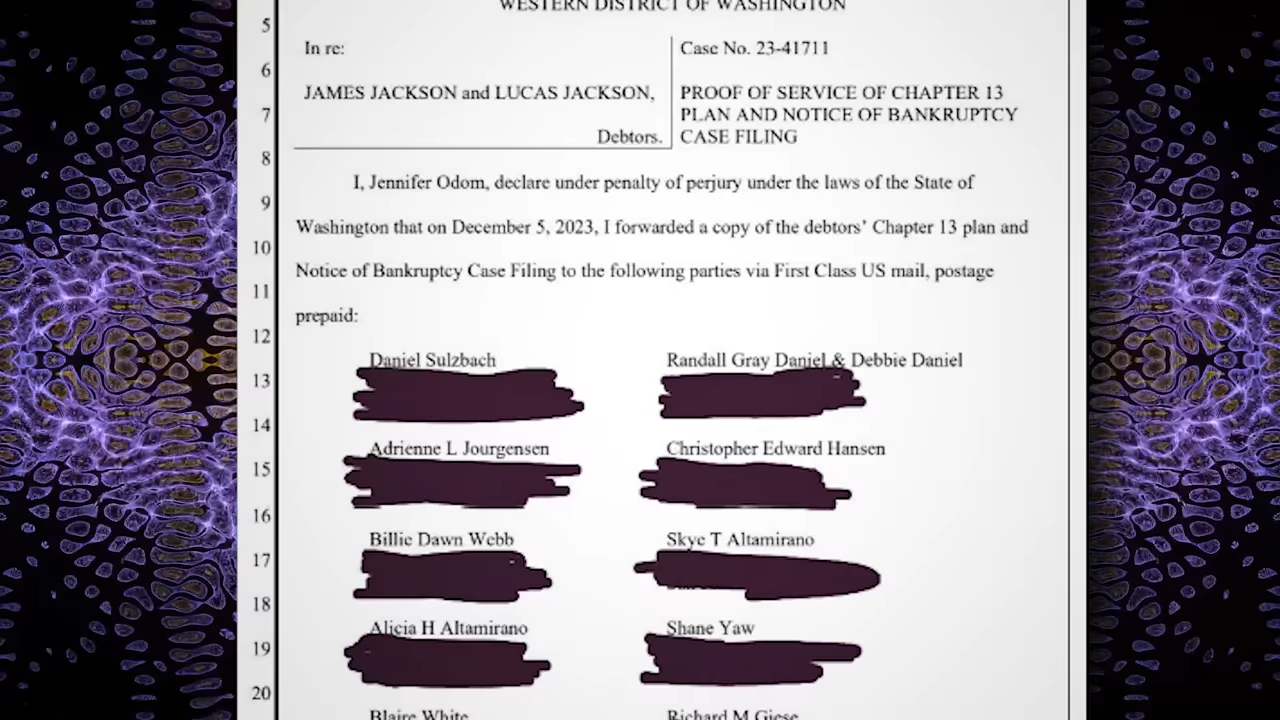 WESTERN DISTRICT OF WASHINGTON
5
In re:
Case No. 23-41711
6
JAMES JACKSON and LUCAS JACKSON,
PROOF OF SERVICE OF CHAPTER 13
7
PLAN AND NOTICE OF BANKRUPTCY
Debtors.
CASE FILING
8
I, Jennifer Odom, declare under penalty of perjury under the laws of the State of
9
Washington that on December 5, 2023, I forwarded a copy of the debtors’ Chapter 13 plan and
10
Notice of Bankruptcy Case Filing to the following parties via First Class US mail, postage
11
prepaid:
12
Daniel Sulzbach
Randall Gray Daniel & Debbie Daniel
13
14
Adrienne L Jourgensen
Christopher Edward Hansen
15
16
Billie Dawn Webb
Skye T Altamirano
17
18
Alicia H Altamirano
Shane Yaw
19
20
Blaire White
Richard M Giese